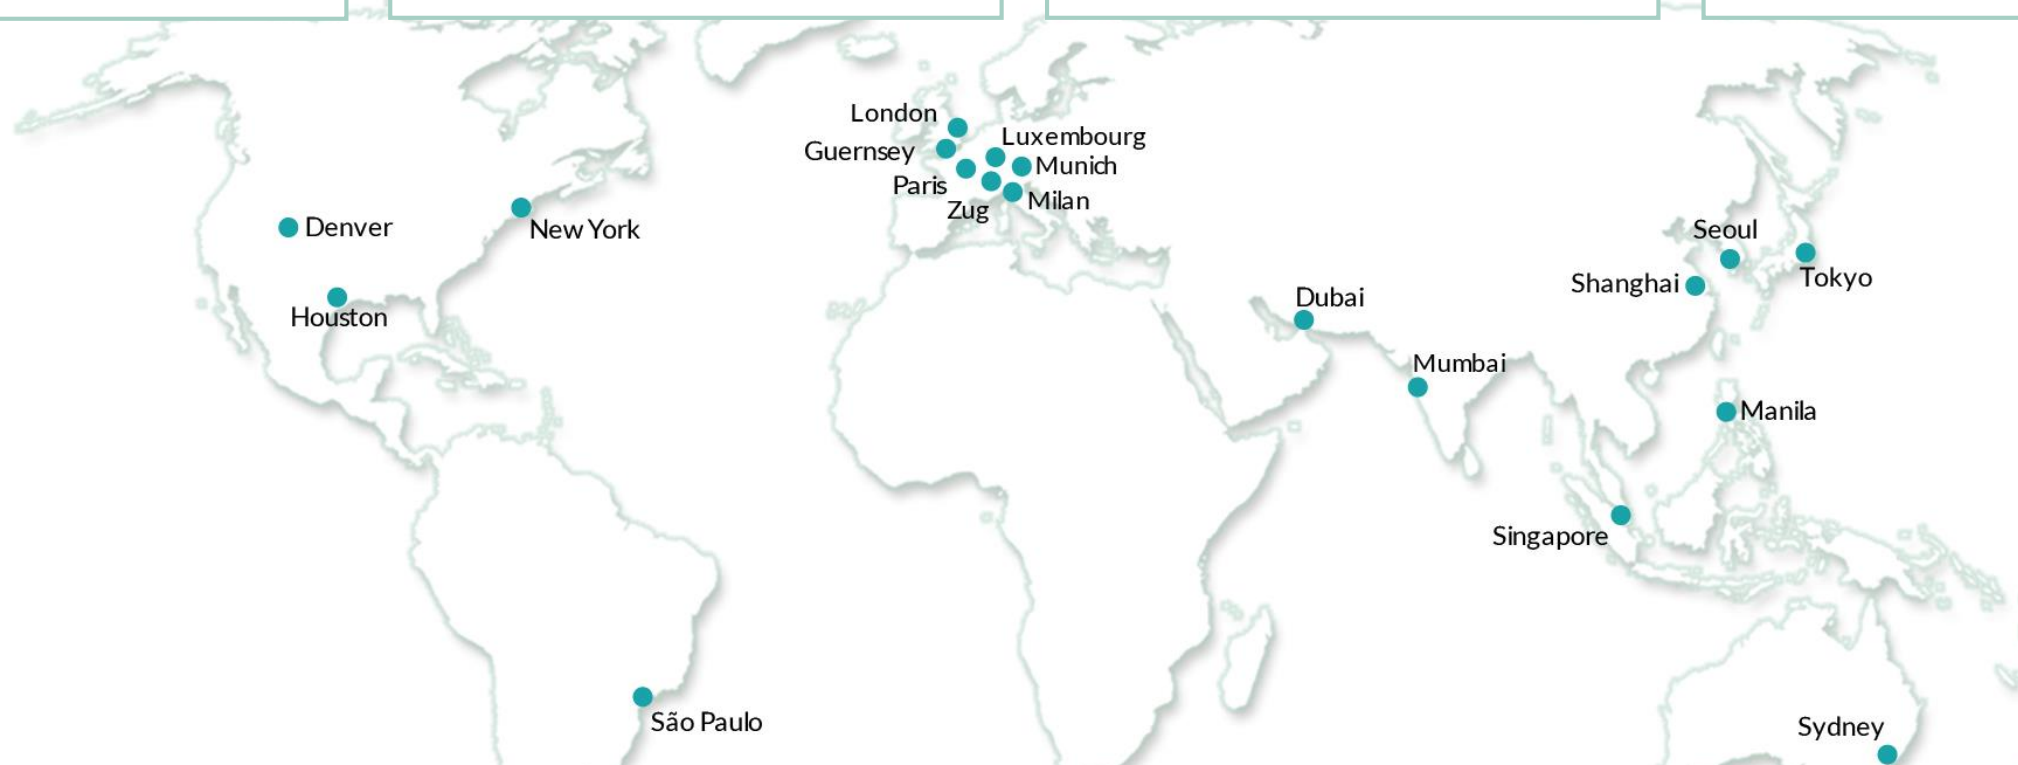 London
Luxembourg
Guernsey
Munich
Paris
Milan
Zug
Denver
New York
Seoul
Tokyo
Shanghai
Dubai
Houston
Mumbai
Manila
Singapore
São Paulo
Sydney